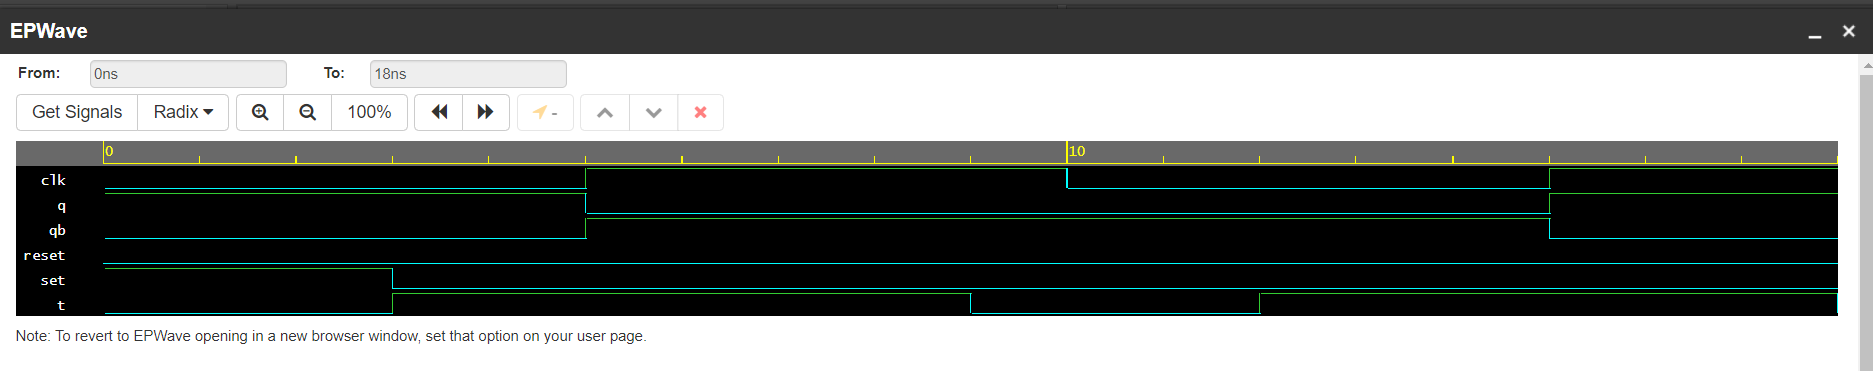 EPWave
From: 0ns To: 18ns
Get Signals Radix 100% -
0 10
clk
q
qb
reset
set
t
Note: To revert to EPWave opening in a new browser window, set that option on your user page.